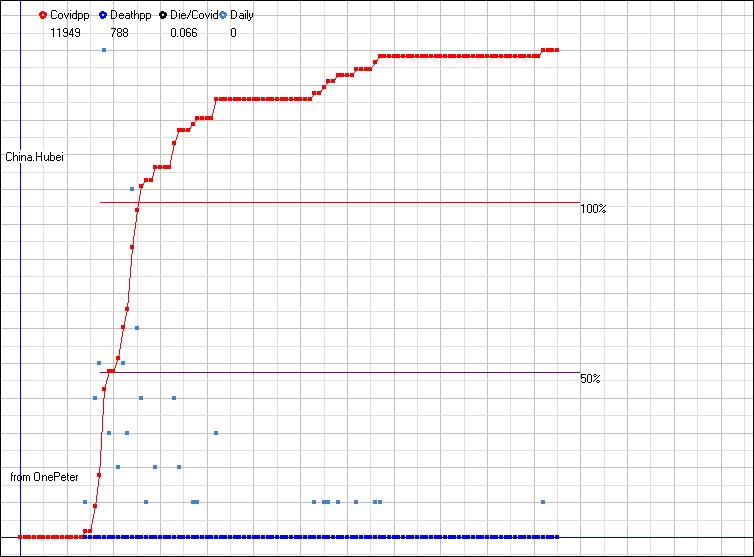 Covidpp Deathpp Die/Covid Daily
11949 788 0.066 0
China.Hubei
100%
50%
from OnePeter